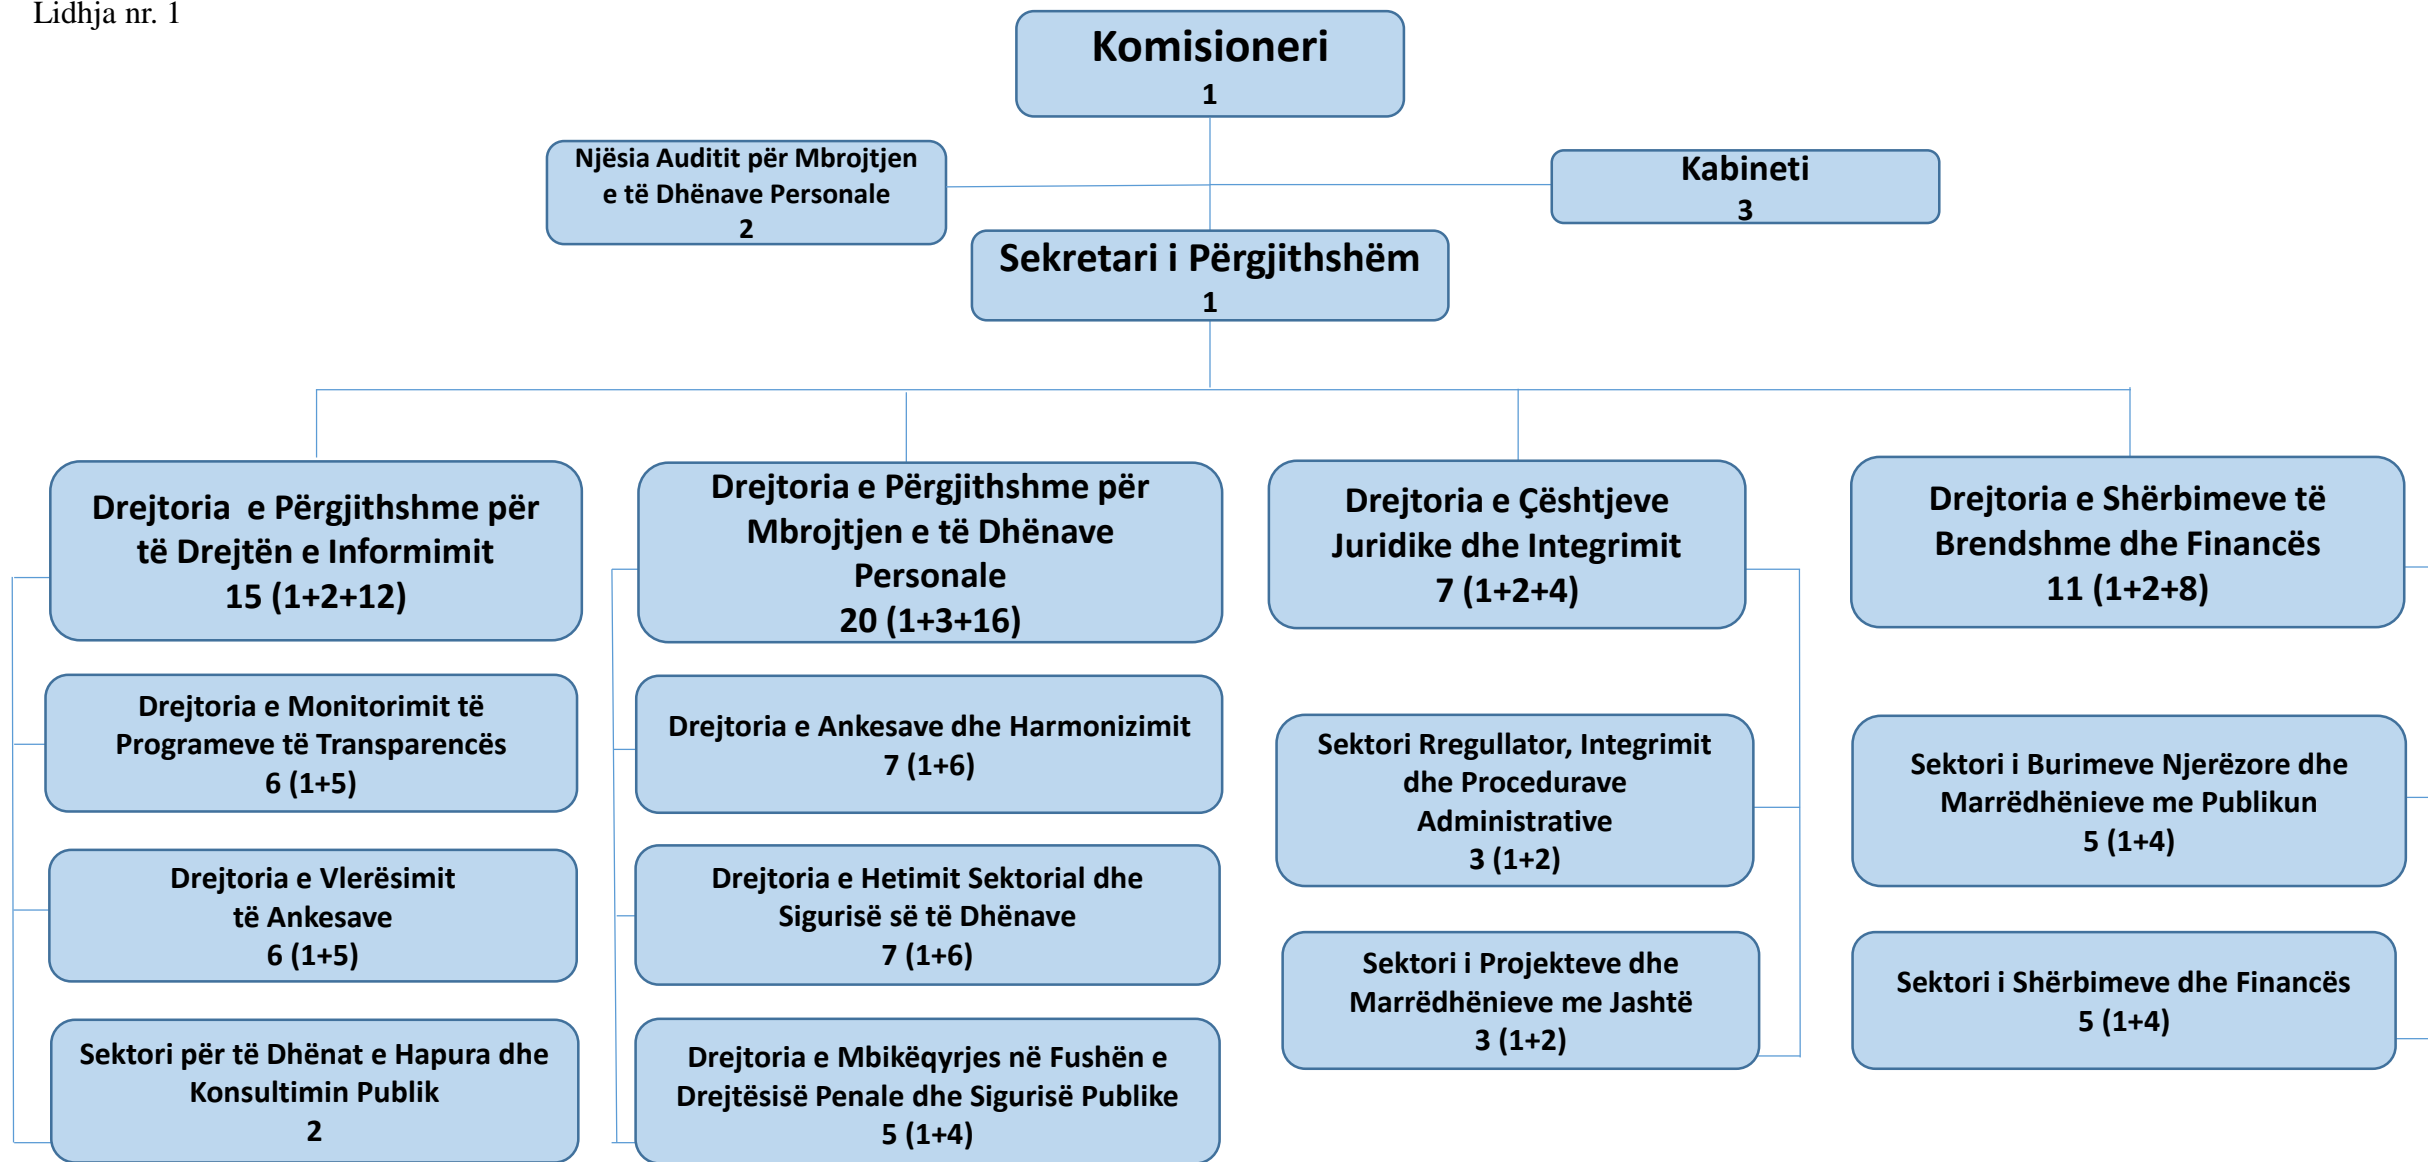 Lidhja nr. 1
Komisioneri
1
Njësia Auditit për Mbrojtjen
e të Dhënave Personale
2
Kabineti
3
Sekretari i Përgjithshëm
1
Drejtoria  e Përgjithshme për
të Drejtën e Informimit
15 (1+2+12)
Drejtoria e Përgjithshme për
Mbrojtjen e të Dhënave
Personale
20 (1+3+16)
Drejtoria e Çështjeve
Juridike dhe Integrimit
7 (1+2+4)
Drejtoria e Shërbimeve të
Brendshme dhe Financës
11 (1+2+8)
Drejtoria e Monitorimit të
Programeve të Transparencës
6 (1+5)
Drejtoria e Ankesave dhe Harmonizimit
7 (1+6)
Sektori Rregullator, Integrimit
dhe Procedurave
Administrative
3 (1+2)
Sektori i Burimeve Njerëzore dhe
Marrëdhënieve me Publikun
5 (1+4)
Drejtoria e Vlerësimit
të Ankesave
6 (1+5)
Drejtoria e Hetimit Sektorial dhe
Sigurisë së të Dhënave
7 (1+6)
Sektori i Projekteve dhe
Marrëdhënieve me Jashtë
3 (1+2)
Sektori i Shërbimeve dhe Financës
5 (1+4)
Sektori për të Dhënat e Hapura dhe
Konsultimin Publik
2
Drejtoria e Mbikëqyrjes në Fushën e
Drejtësisë Penale dhe Sigurisë Publike
5 (1+4)